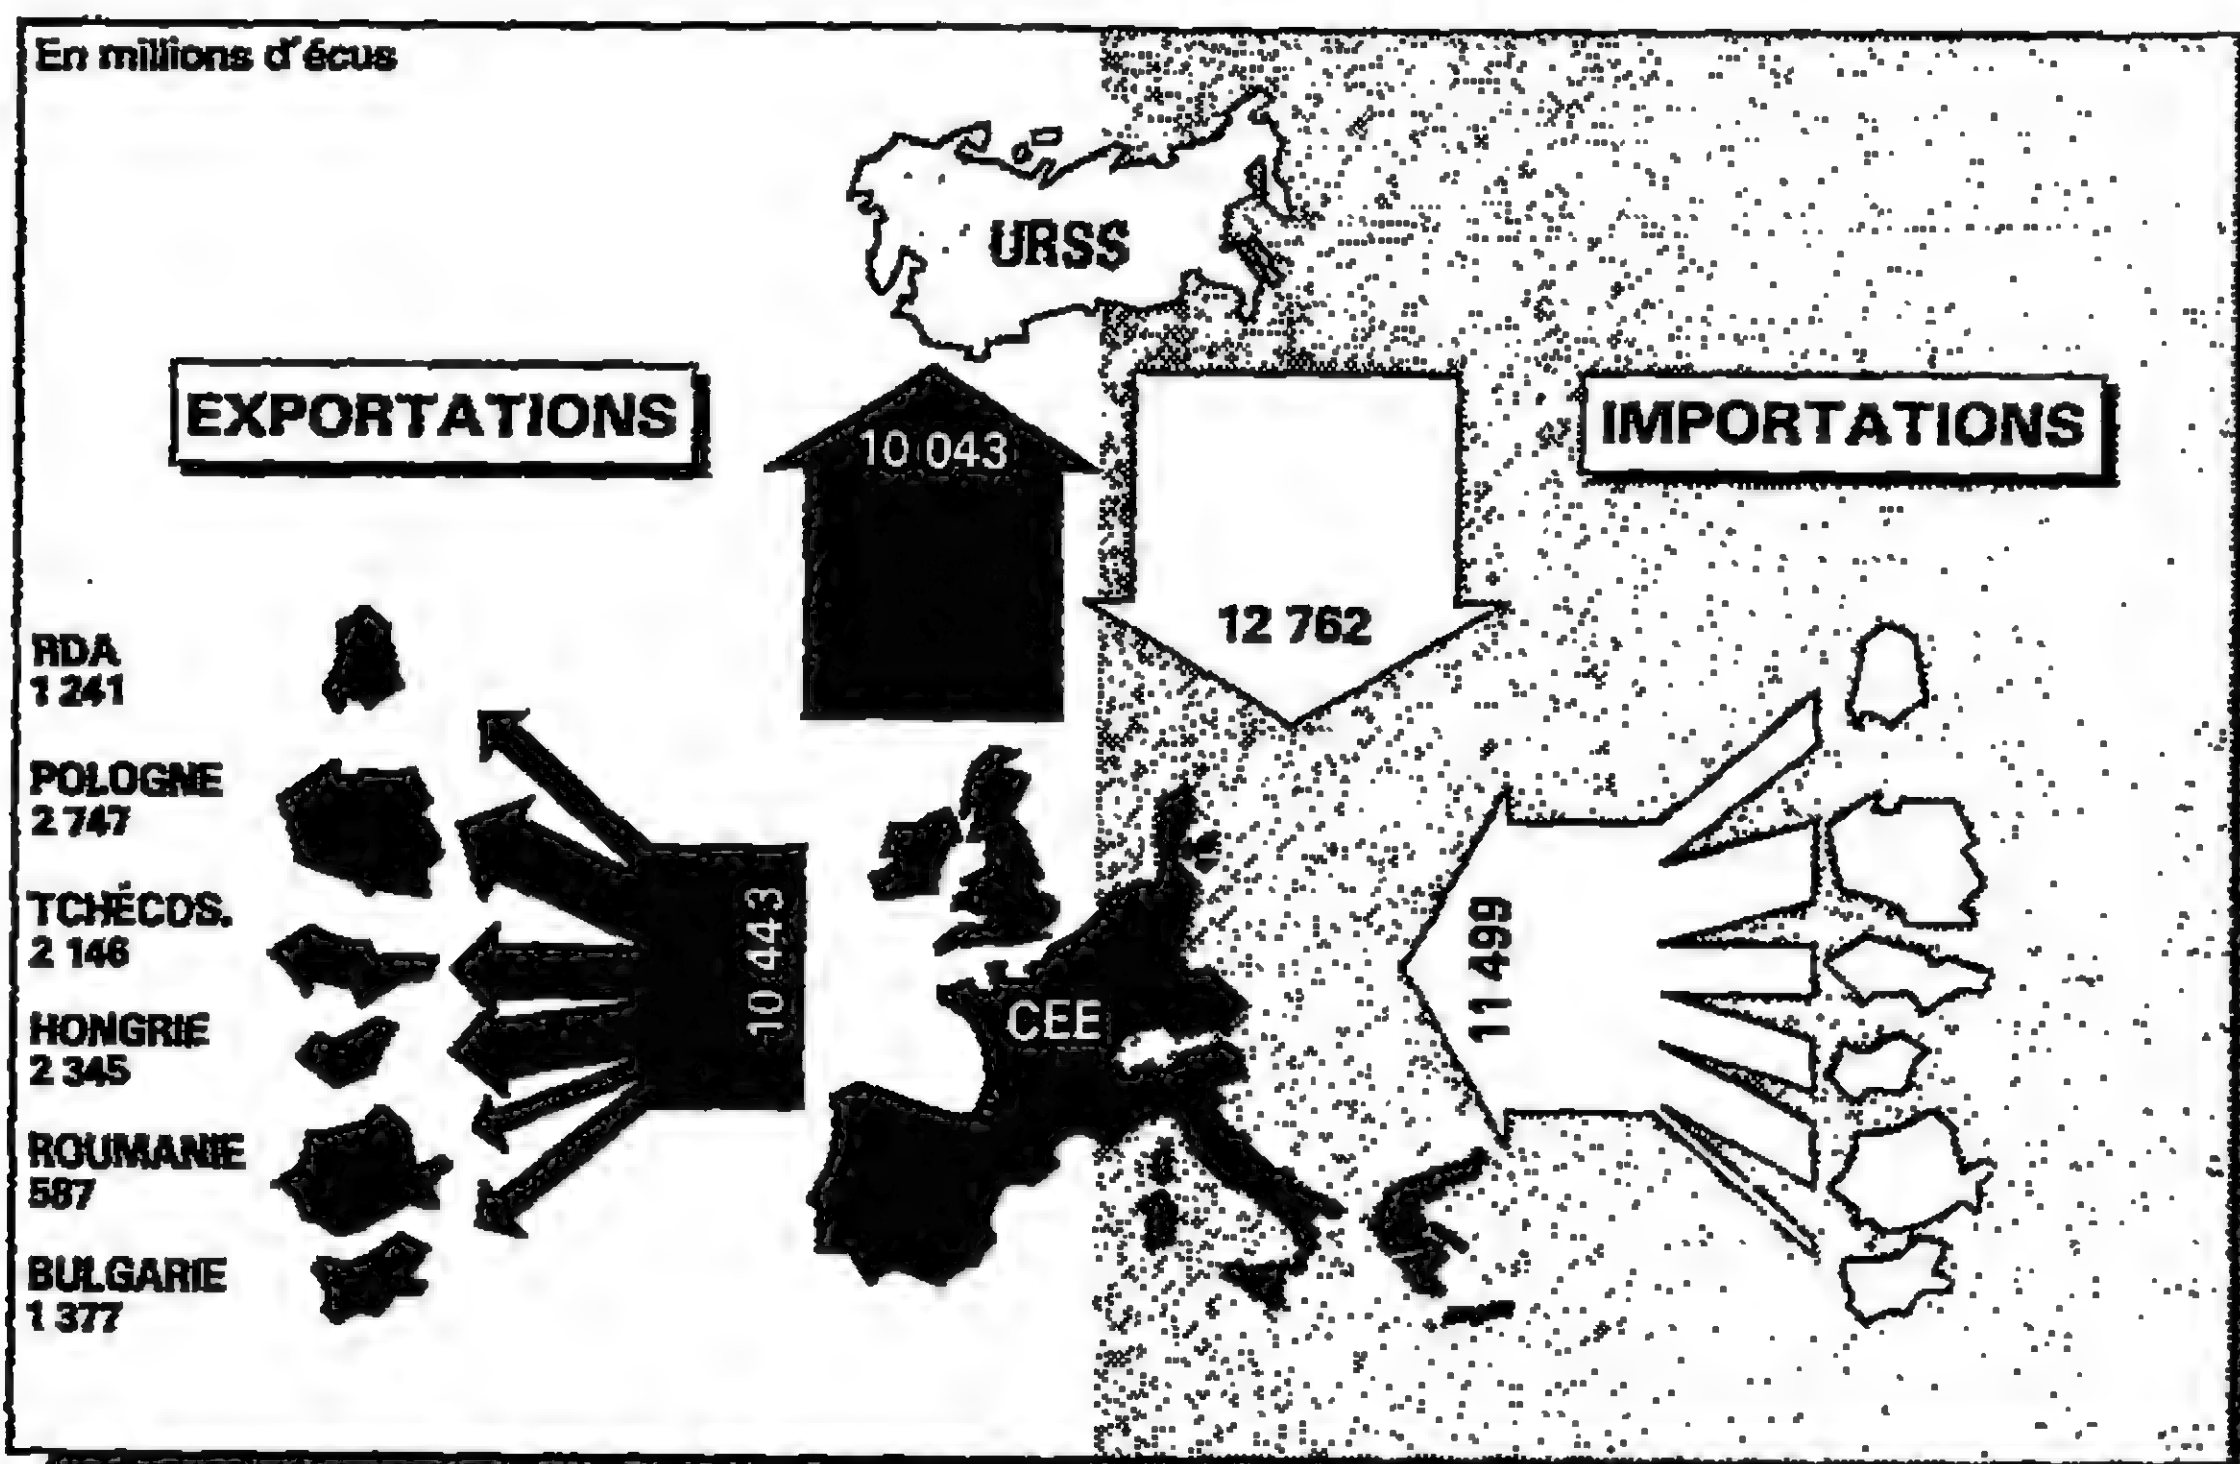 En millions d'écus
URSS
EXPORTATIONS
10 043
IMPORTATIONS
12 762
RDA
1 241
POLOGNE
2 747
TCHÉCOS.
2 146
HONGRIE
2 345
ROUMANIE
587
BULGARIE
1 377
10 443
CEE
11 499